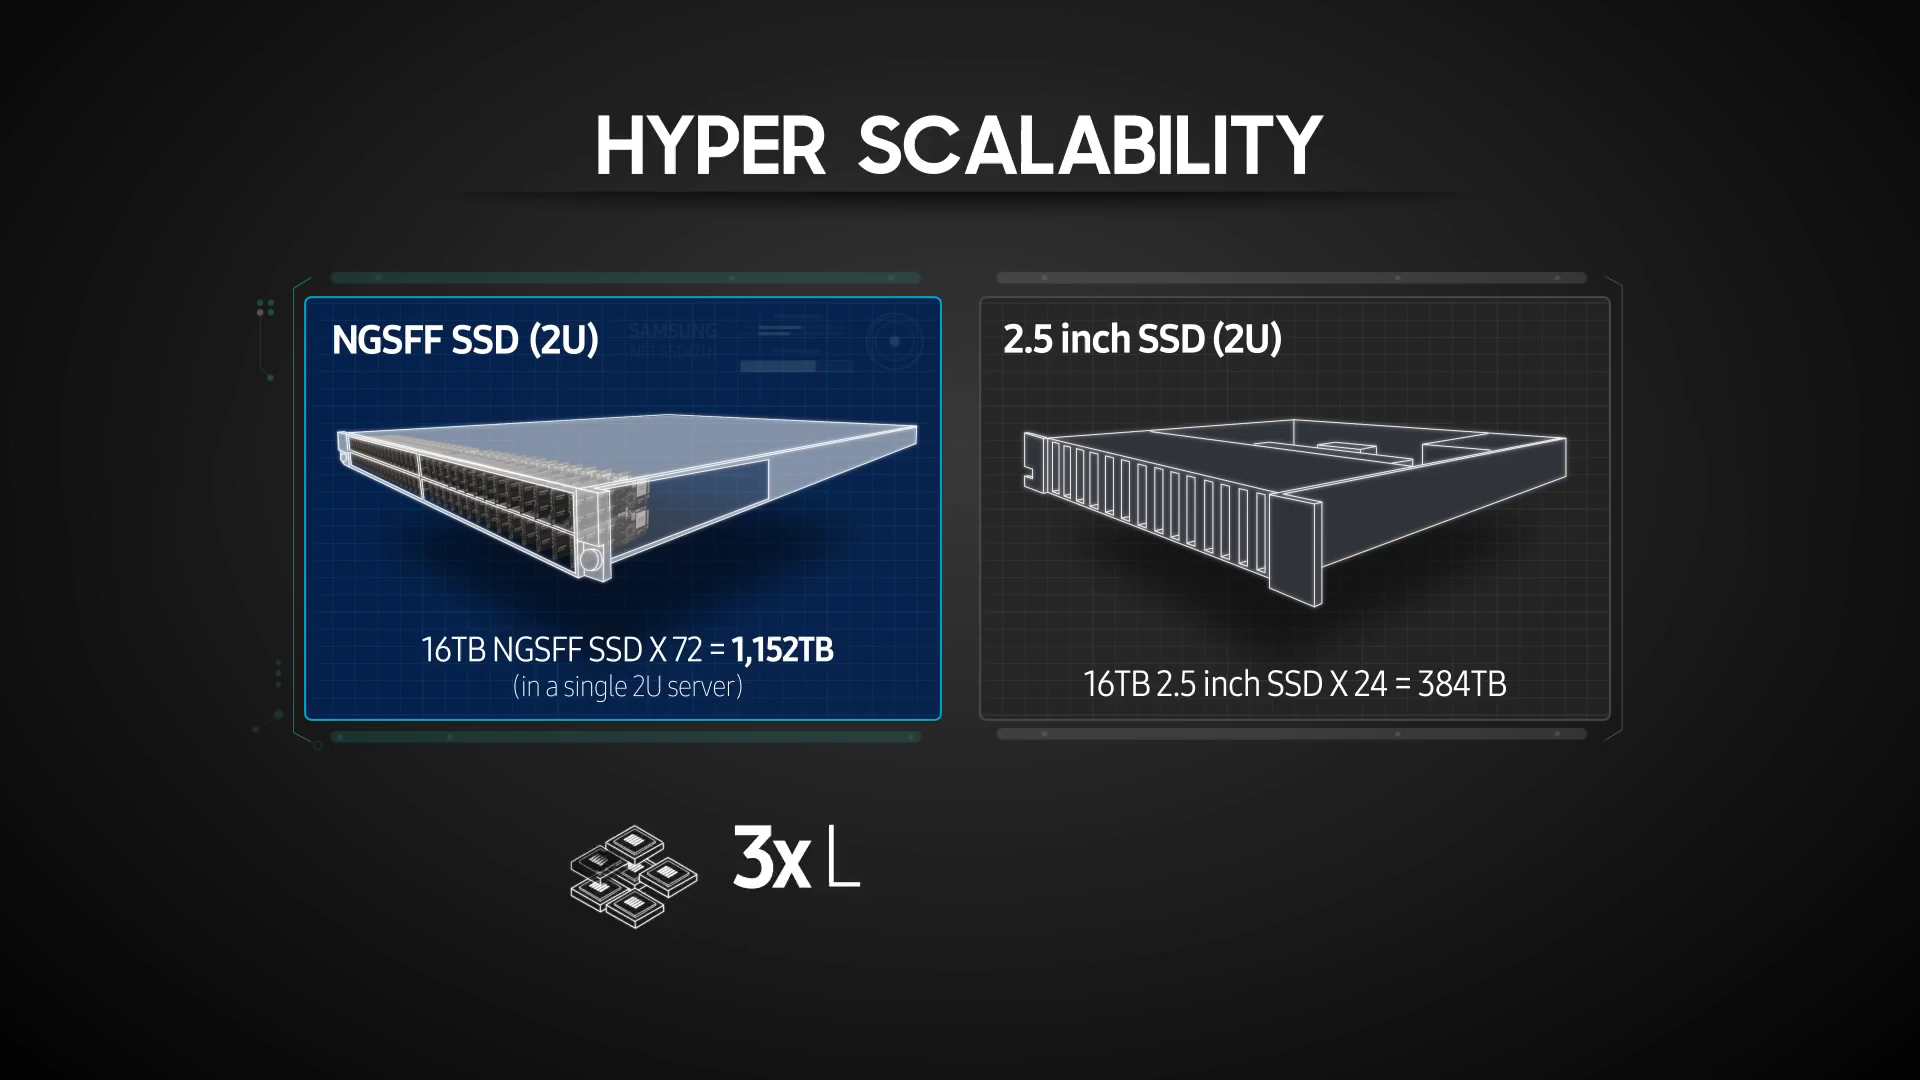 HYPER SCALABILITY
NGSFF SSD (2U)
SAMSUNG
16TB NGSFF SSD X 72 = 1,152TB
(in a single 2U server)
2.5 inch SSD (2U)
16TB 2.5 inch SSD X 24 = 384TB
3x L